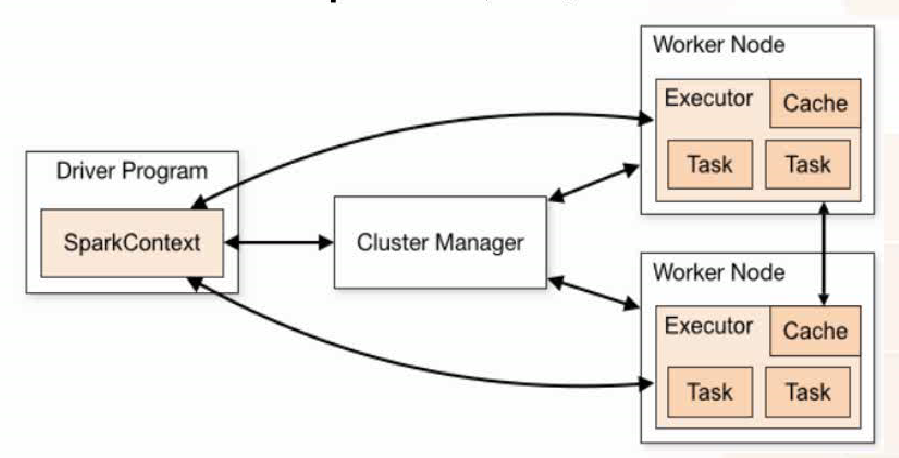 Driver Program
SparkContext
Cluster Manager
Worker Node
Executor
Cache
Task
Task
Worker Node
Executor
Cache
Task
Task